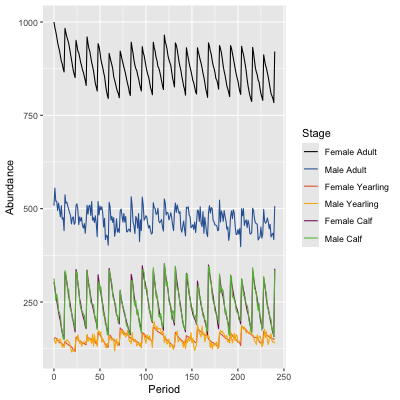 Abundance
1000
750
500
250
0
50
100
150
200
250
Period
Stage
Female Adult
Male Adult
Female Yearling
Male Yearling
Female Calf
Male Calf